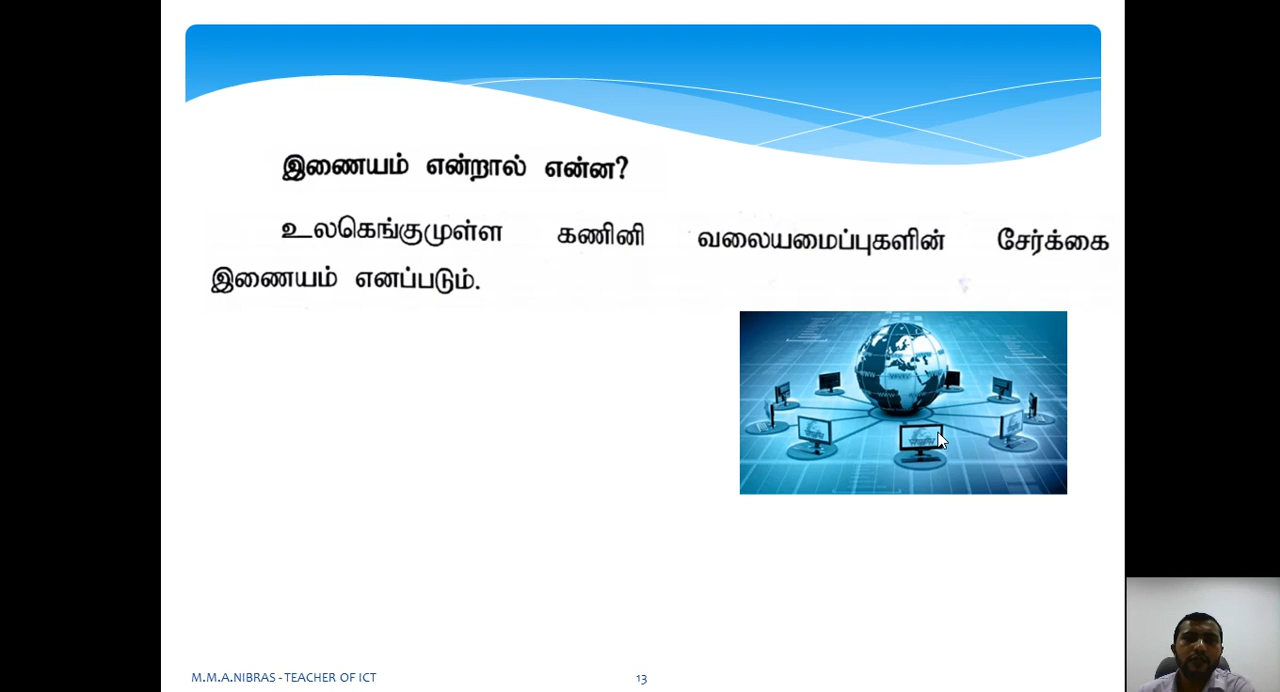 இணையம் என்றால் என்ன?
உலகெங்குமுள்ள கணினி வலையமைப்புகளின் சேர்க்கை
இணையம் எனப்படும்.
M.M.A.NIBRAS - TEACHER OF ICT
13